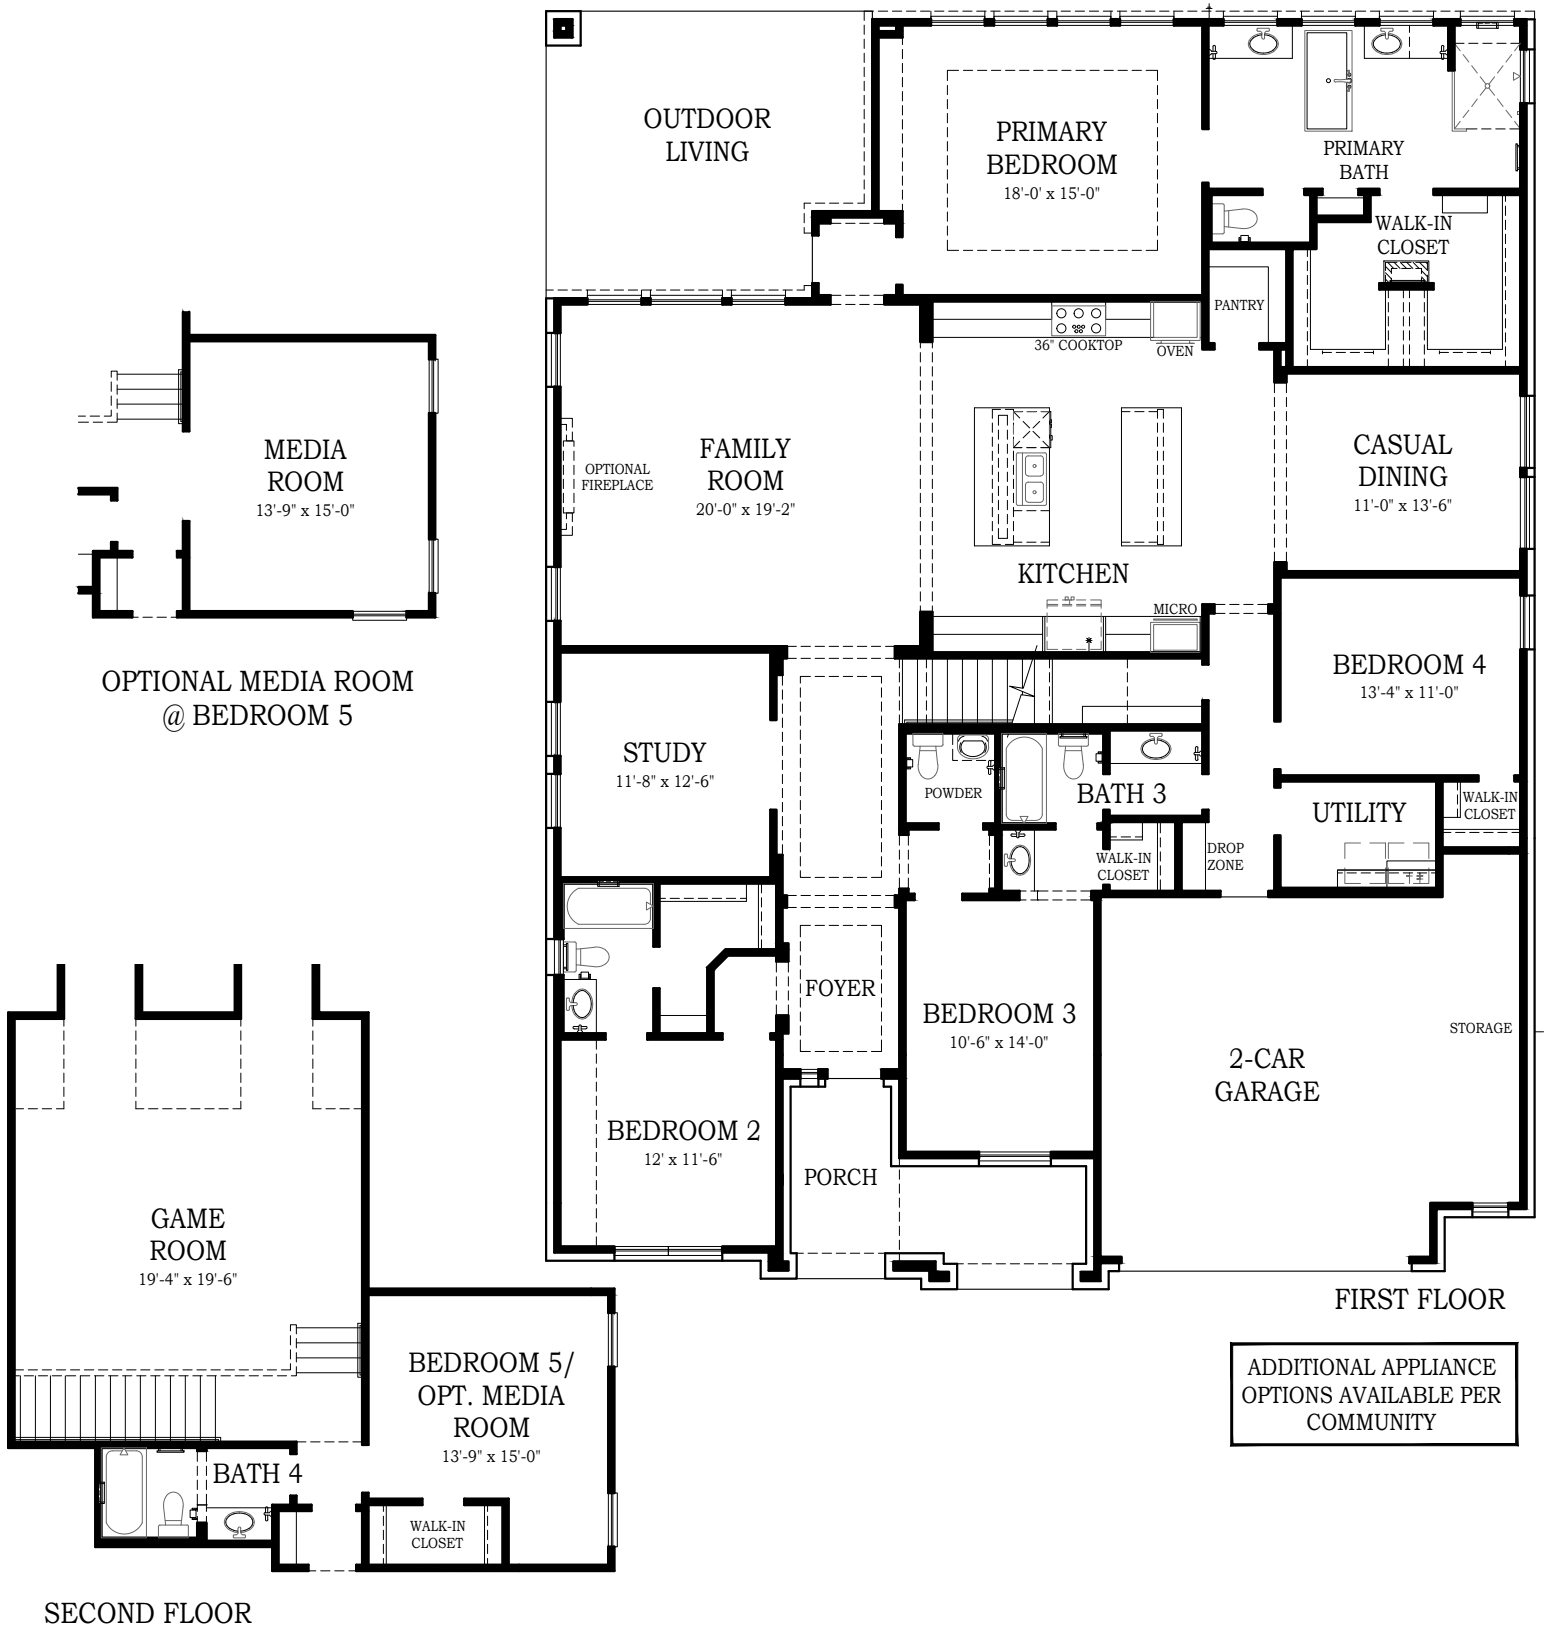 OUTDOOR
LIVING
PRIMARY
BEDROOM
18'-0' x 15'-0"
PRIMARY
BATH
WALK-IN
CLOSET
PANTRY
36" COOKTOP
OVEN
MEDIA
ROOM
13'-9" x 15'-0"
OPTIONAL MEDIA ROOM
@ BEDROOM 5
OPTIONAL
FIREPLACE
FAMILY
ROOM
20'-0" x 19'-2"
KITCHEN
CASUAL
DINING
11'-0" x 13'-6"
MICRO
BEDROOM 4
13'-4" x 11'-0"
STUDY
11'-8" x 12'-6"
POWDER
BATH 3
UTILITY
WALK-IN
CLOSET
WALK-IN
CLOSET
DROP
ZONE
FOYER
BEDROOM 3
10'-6" x 14'-0"
STORAGE
2-CAR
GARAGE
BEDROOM 2
12' x 11'-6"
PORCH
FIRST FLOOR
GAME
ROOM
19'-4" x 19'-6"
BEDROOM 5/
OPT. MEDIA
ROOM
13'-9" x 15'-0"
BATH 4
WALK-IN
CLOSET
SECOND FLOOR
ADDITIONAL APPLIANCE
OPTIONS AVAILABLE PER
COMMUNITY